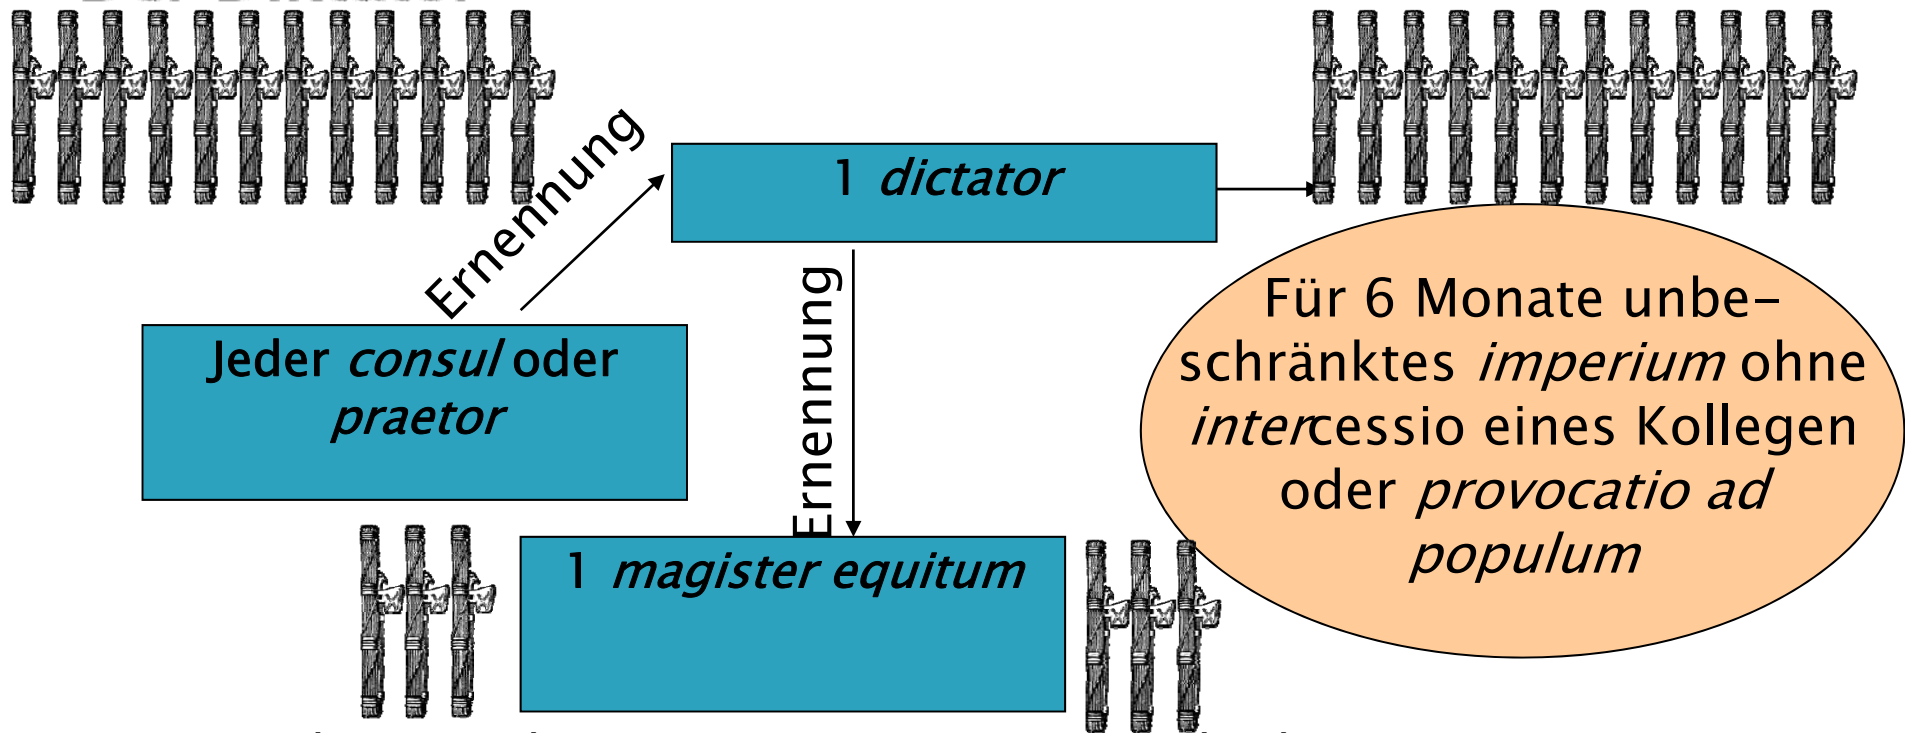 Ernennung
1 dictator
Jeder consul oder
praetor
Ernennung
1 magister equitum
Für 6 Monate unbe-
schränktes imperium ohne
intercessio eines Kollegen
oder provocatio ad
populum